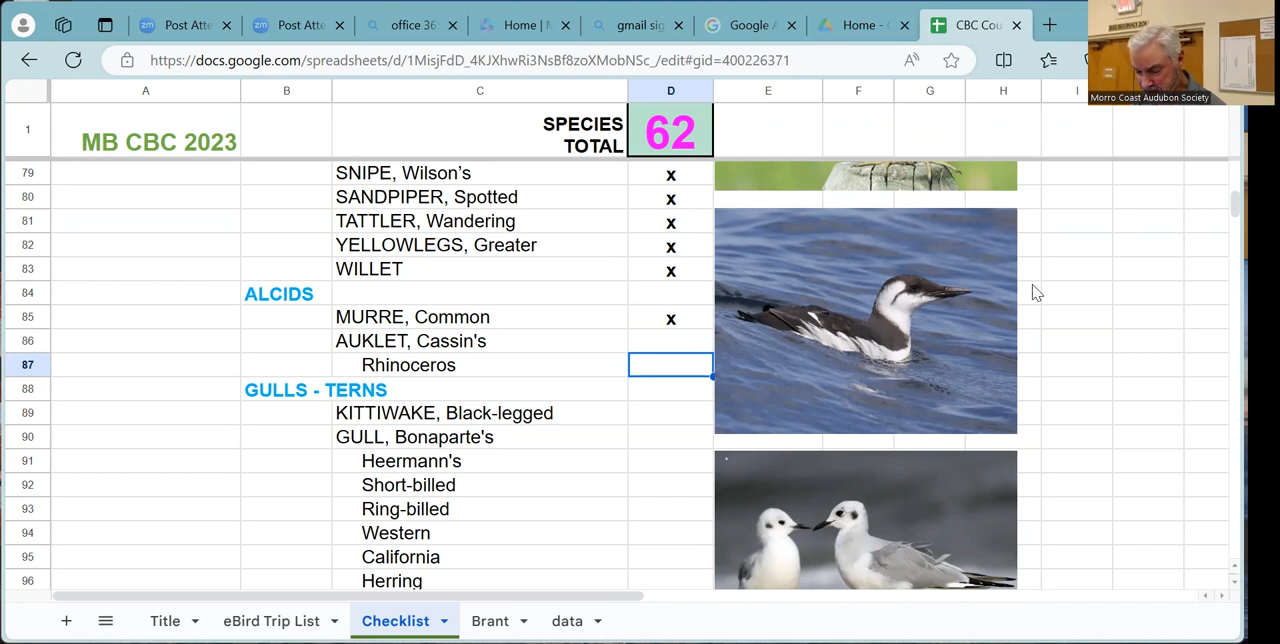 Post Atte
Post Atte
office 36
Home |
gmail sig
Google
Home -
CBC Cou
https://docs.google.com/spreadsheets/d/1MisjFdD_4KJXhwRi3NsBf8zoXMobNSc_/edit#gid=400226371
Morro Coast Audubon Society
A B C D E F G H I
1 MB CBC 2023 SPECIES TOTAL 62
79 SNIPE, Wilson’s x
80 SANDPIPER, Spotted x
81 TATTLER, Wandering x
82 YELLOWLEGS, Greater x
83 WILLET x
84 ALCIDS
85 MURRE, Common x
86 AUKLET, Cassin's
87 Rhinoceros
88 GULLS - TERNS
89 KITTIWAKE, Black-legged
90 GULL, Bonaparte's
91 Heermann's
92 Short-billed
93 Ring-billed
94 Western
95 California
96 Herring
Title eBird Trip List Checklist Brant data